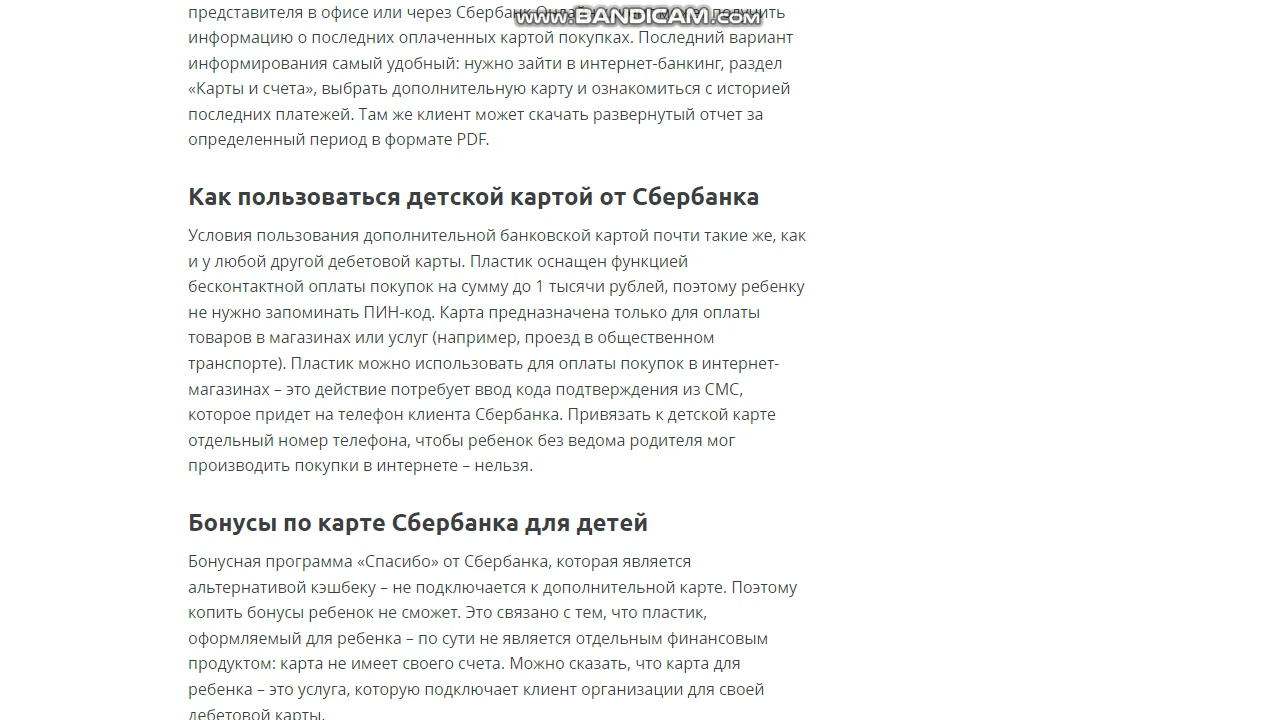 представителя в офисе или через Сбербанк
www.BANDICAM.com
получить
информацию о последних оплаченных картой покупках. Последний вариант
информирования самый удобный: нужно зайти в интернет-банкинг, раздел
«Карты и счета», выбрать дополнительную карту и ознакомиться с историей
последних платежей. Там же клиент может скачать развернутый отчет за
определенный период в формате PDF.
Как пользоваться детской картой от Сбербанка
Условия пользования дополнительной банковской картой почти такие же, как
и у любой другой дебетовой карты. Пластик оснащен функцией
бесконтактной оплаты покупок на сумму до 1 тысячи рублей, поэтому ребенку
не нужно запоминать ПИН-код. Карта предназначена только для оплаты
товаров в магазинах или услуг (например, проезд в общественном
транспорте). Пластик можно использовать для оплаты покупок в интернет-
магазинах – это действие потребует ввод кода подтверждения из СМС,
которое придет на телефон клиента Сбербанка. Привязать к детской карте
отдельный номер телефона, чтобы ребенок без ведома родителя мог
производить покупки в интернете – нельзя.
Бонусы по карте Сбербанка для детей
Бонусная программа «Спасибо» от Сбербанка, которая является
альтернативой кэшбеку – не подключается к дополнительной карте. Поэтому
копить бонусы ребенок не сможет. Это связано с тем, что пластик,
оформляемый для ребенка – по сути не является отдельным финансовым
продуктом: карта не имеет своего счета. Можно сказать, что карта для
ребенка – это услуга, которую подключает клиент организации для своей
дебетовой карты.